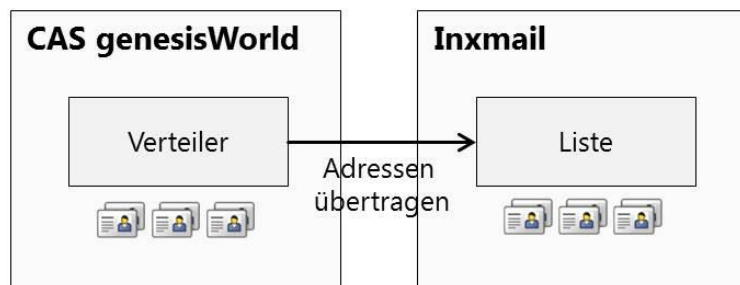 CAS genesisWorld
Inxmail
Verteiler
Adressen
übertragen
Liste